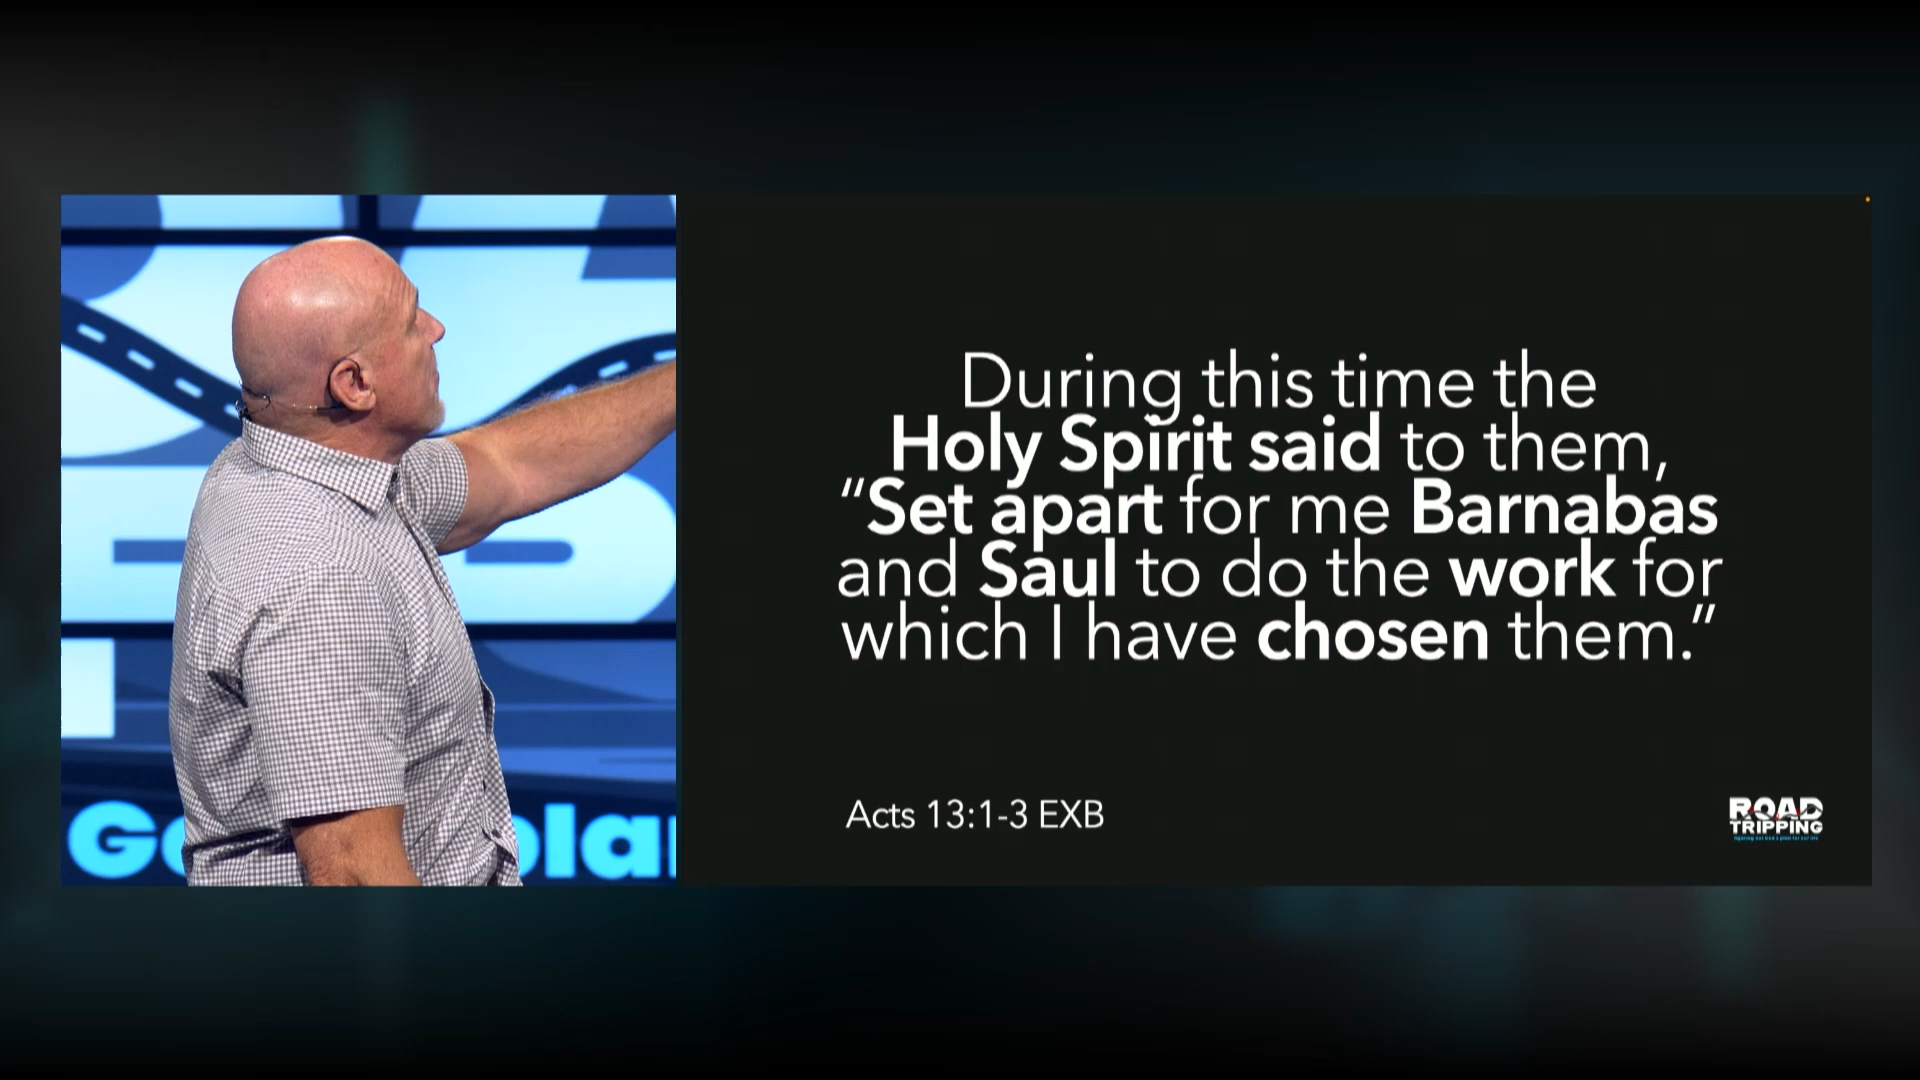 During this time the
Holy Spirit said to them,
“Set apart for me Barnabas
and Saul to do the work for
which I have chosen them.”
Acts 13:1-3 EXB
ROAD
TRIPPING